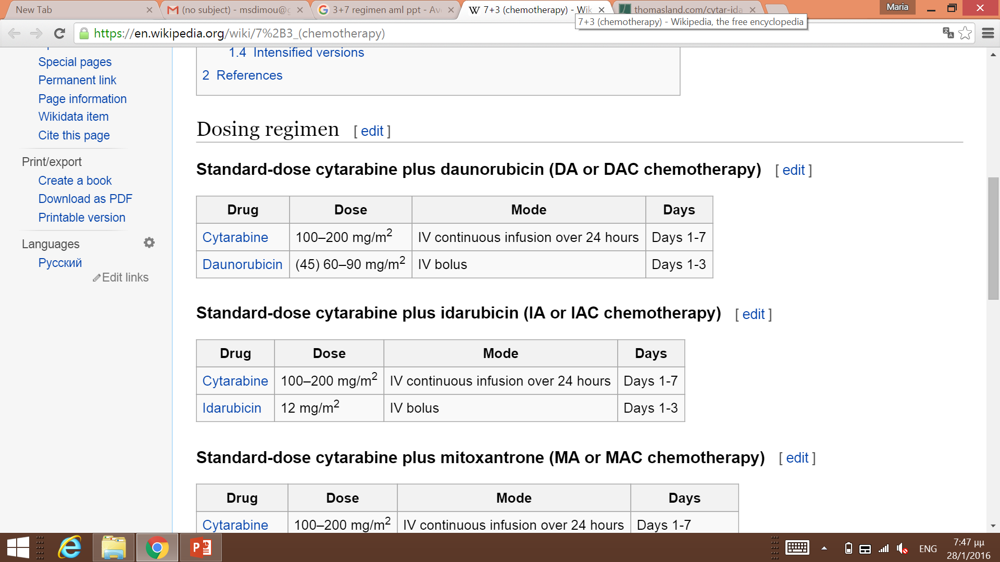 New Tab
(no subject) - msdimou@g
3+7 regimen aml ppt - Ανα
7+3 (chemotherapy) - Wik
thomasland.com/cytar-ida
Maria
7+3 (chemotherapy) - Wikipedia, the free encyclopedia
https://en.wikipedia.org/wiki/7%2B3_(chemotherapy)
Special pages
Permanent link
Page information
Wikidata item
Cite this page
Print/export
Create a book
Download as PDF
Printable version
Languages
Русский
Edit links
1.4 Intensified versions
2 References
Dosing regimen [ edit ]
Standard-dose cytarabine plus daunorubicin (DA or DAC chemotherapy) [ edit ]
Drug Dose Mode Days
Cytarabine 100–200 mg/m² IV continuous infusion over 24 hours Days 1-7
Daunorubicin (45) 60–90 mg/m² IV bolus Days 1-3
Standard-dose cytarabine plus idarubicin (IA or IAC chemotherapy) [ edit ]
Drug Dose Mode Days
Cytarabine 100–200 mg/m² IV continuous infusion over 24 hours Days 1-7
Idarubicin 12 mg/m² IV bolus Days 1-3
Standard-dose cytarabine plus mitoxantrone (MA or MAC chemotherapy) [ edit ]
Drug Dose Mode Days
Cytarabine 100–200 mg/m² IV continuous infusion over 24 hours Days 1-7
ENG
7:47 μμ
28/1/2016